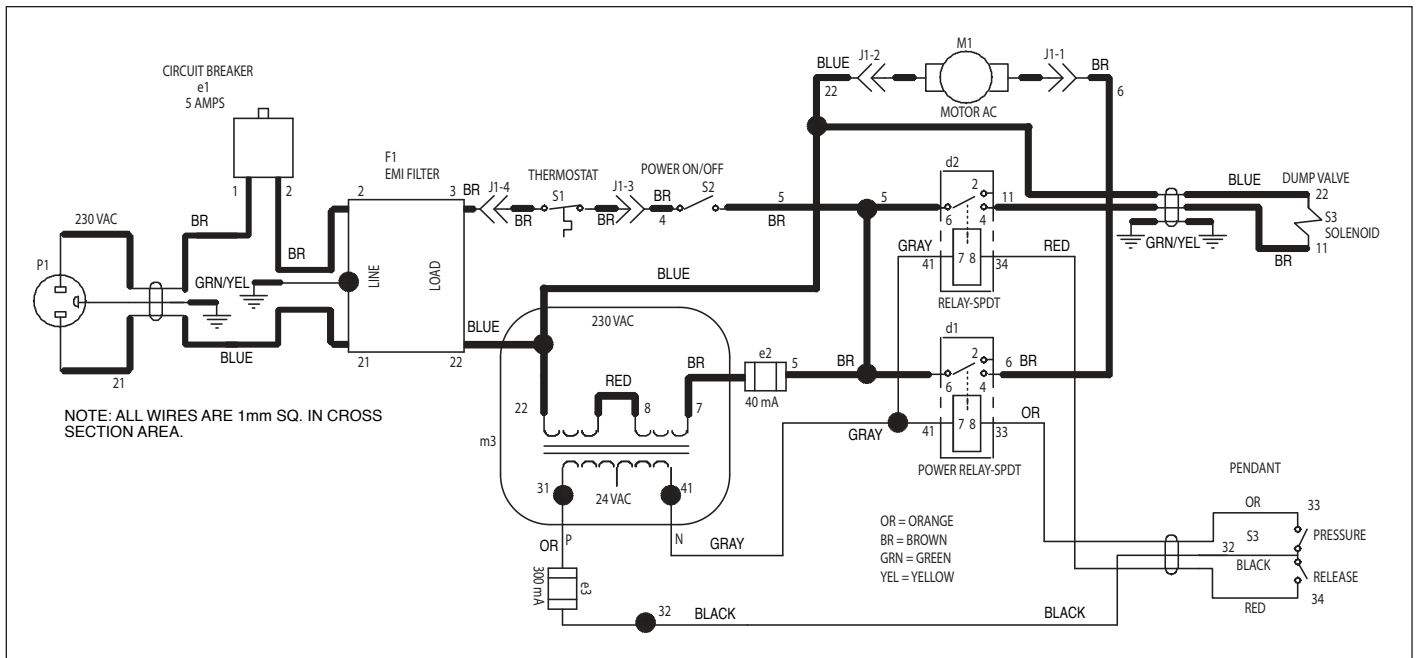 CIRCUIT BREAKER
e1
5 AMPS
1
2
230 VAC
BR
P1
GRN/YEL
BR
BLUE
21
NOTE: ALL WIRES ARE 1mm SQ. IN CROSS
SECTION AREA.
F1
EMI FILTER
2
3
LINE
LOAD
21
22
BR
J1-4
BR
THERMOSTAT
S1
BR
J1-3
BR
4
POWER ON/OFF
S2
5
BR
5
BLUE
22
J1-2
M1
MOTOR AC
J1-1
BR
6
d2
2
6
4
11
GRAY
41
7 8
34
RED
RELAY-SPDT
BLUE
BLUE
230 VAC
22
RED
8
7
BR
m3
31
24 VAC
41
e2
5
40 mA
BR
d1
2
6
4
6
BR
GRAY
41
7 8
33
OR
POWER RELAY-SPDT
BLUE
DUMP VALVE
22
S3
SOLENOID
11
GRN/YEL
BR
OR
P
N
GRAY
e3
300 mA
32
BLACK
BLACK
OR = ORANGE
BR = BROWN
GRN = GREEN
YEL = YELLOW
PENDANT
OR
33
S3
PRESSURE
32
BLACK
RELEASE
RED
34